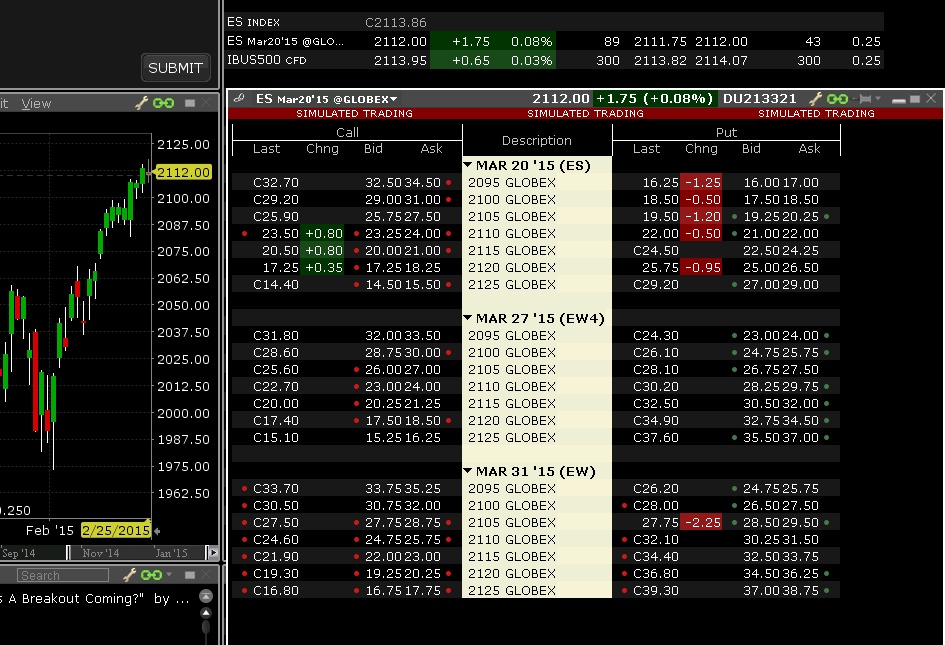 ES INDEX C2113.86
ES Mar20'15 @GLO... 2112.00 +1.75 0.08% 89 2111.75 2112.00 43 0.25
IBUS500 CFD 2113.95 +0.65 0.03% 300 2113.82 2114.07 300 0.25
SUBMIT
it View
2125.00
2112.00
2100.00
2087.50
2075.00
2062.50
2050.00
2037.50
2025.00
2012.50
2000.00
1987.50
1975.00
1962.50
0.250
Feb '15 2/25/2015
Sep '14 Nov '14 Jan '15
Search
s A Breakout Coming?" by ...
ES Mar20'15 @GLOBEX 2112.00 +1.75 (+0.08%) DU213321
SIMULATED TRADING SIMULATED TRADING SIMULATED TRADING
Call Description Put
Last Chng Bid Ask Last Chng Bid Ask
MAR 20 '15 (ES)
C32.70 32.50 34.50 2095 GLOBEX 16.25 -1.25 16.00 17.00
C29.20 29.00 31.00 2100 GLOBEX 18.50 -0.50 17.50 18.50
C25.90 25.75 27.50 2105 GLOBEX 19.50 -1.20 19.25 20.25
23.50 +0.80 23.25 24.00 2110 GLOBEX 22.00 -0.50 21.00 22.00
20.50 +0.80 20.00 21.00 2115 GLOBEX C24.50 22.50 24.25
17.25 +0.35 17.25 18.25 2120 GLOBEX 25.75 -0.95 25.00 26.50
C14.40 14.50 15.50 2125 GLOBEX C29.20 27.00 29.00
MAR 27 '15 (EW4)
C31.80 32.00 33.50 2095 GLOBEX C24.30 23.00 24.00
C28.60 28.75 30.00 2100 GLOBEX C26.10 24.75 25.75
C25.60 26.00 27.00 2105 GLOBEX C28.10 26.75 27.50
C22.70 23.00 24.00 2110 GLOBEX C30.20 28.25 29.75
C20.00 20.25 21.25 2115 GLOBEX C32.50 30.50 32.00
C17.40 17.50 18.50 2120 GLOBEX C34.90 32.75 34.50
C15.10 15.25 16.25 2125 GLOBEX C37.60 35.50 37.00
MAR 31 '15 (EW)
C33.70 33.75 35.25 2095 GLOBEX C26.20 24.75 25.75
C30.50 30.75 32.00 2100 GLOBEX C28.00 26.50 27.50
C27.50 27.75 28.75 2105 GLOBEX 27.75 -2.25 28.50 29.50
C24.60 24.75 25.75 2110 GLOBEX C32.10 30.25 31.50
C21.90 22.00 23.00 2115 GLOBEX C34.40 32.50 33.75
C19.30 19.25 20.25 2120 GLOBEX C36.80 34.50 36.25
C16.80 16.75 17.75 2125 GLOBEX C39.30 37.00 38.75